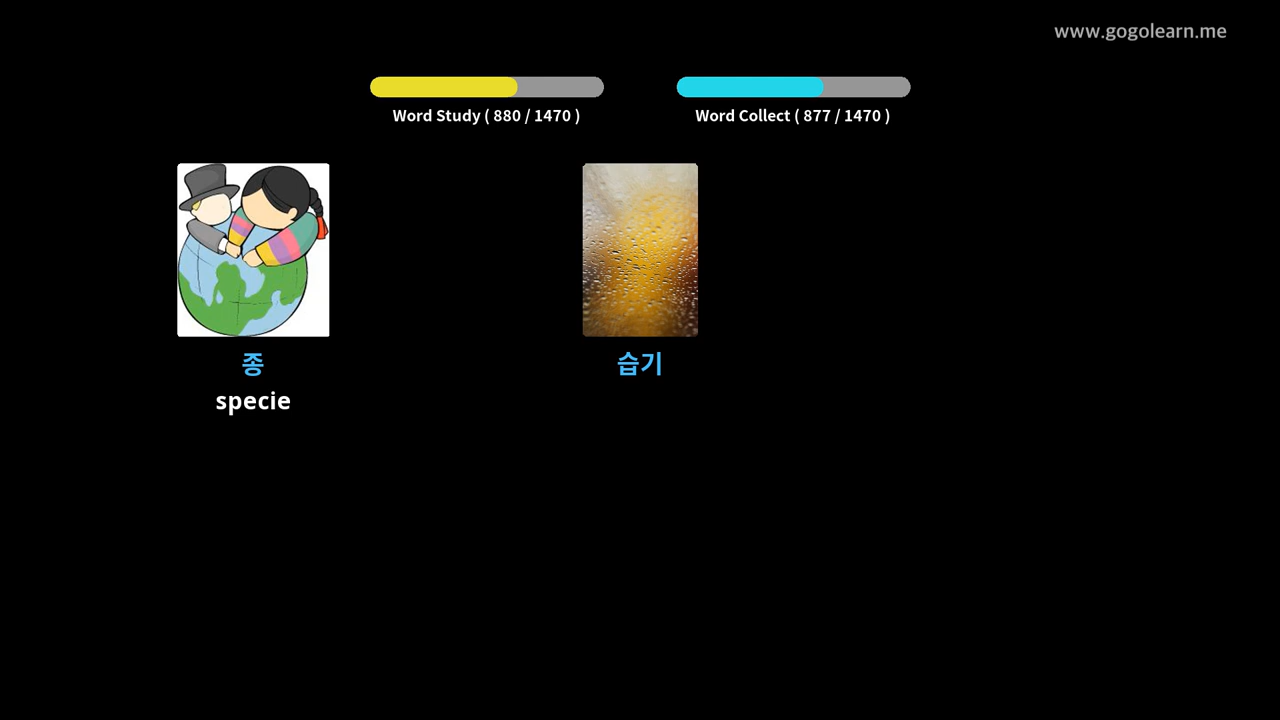 www.gogolearn.me
Word Study ( 880 / 1470 )
Word Collect ( 877 / 1470 )
종
specie
습기